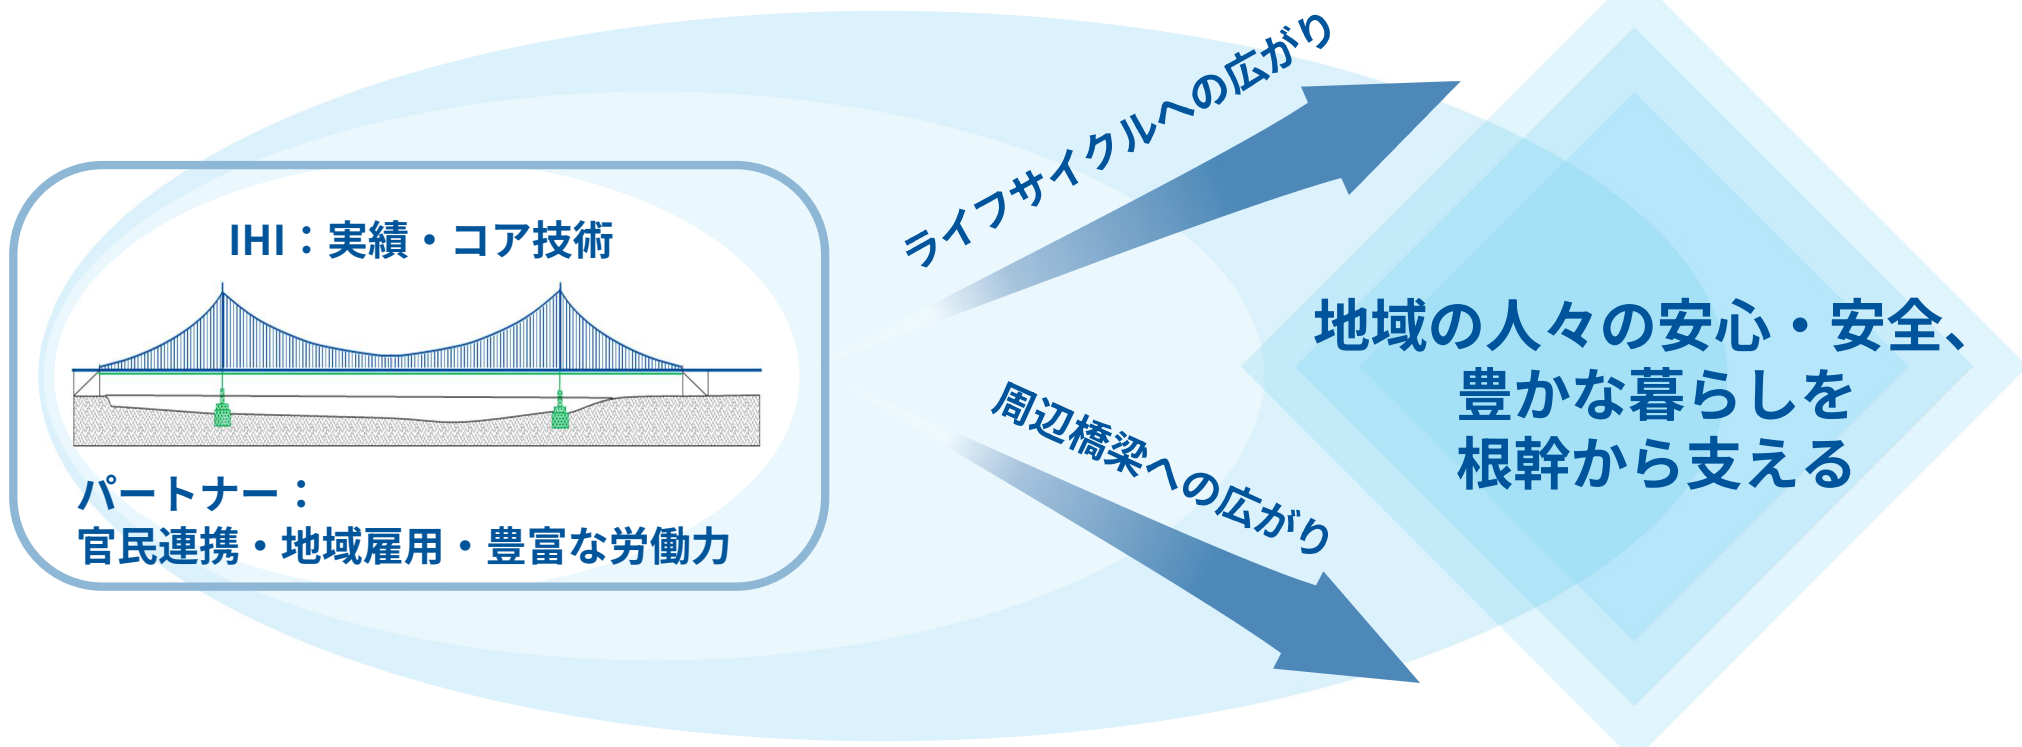 IHI：実績・コア技術
パートナー：
官民連携・地域雇用・豊富な労働力
ライフサイクルへの広がり
周辺橋梁への広がり
地域の人々の安心・安全、
豊かな暮らしを
根幹から支える